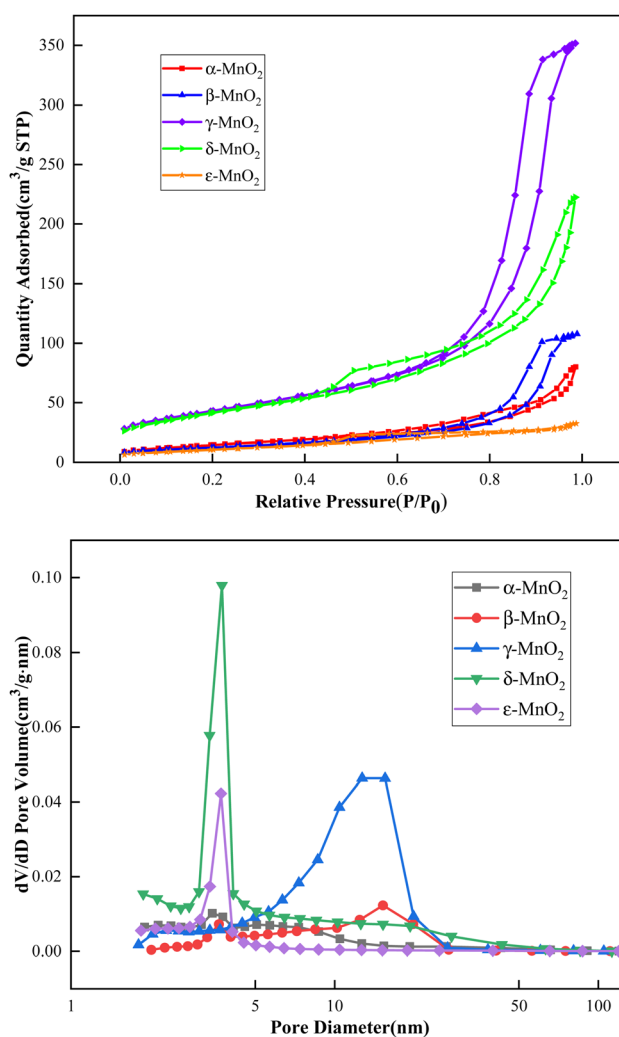 350
300
250
200
150
100
50
0
Quantity Adsorbed(cm³/g STP)
α-MnO₂
β-MnO₂
γ-MnO₂
δ-MnO₂
ε-MnO₂
0.0 0.2 0.4 0.6 0.8 1.0
Relative Pressure(P/P₀)
0.10
0.08
0.06
0.04
0.02
0.00
dV/dD Pore Volume(cm³/g·nm)
α-MnO₂
β-MnO₂
γ-MnO₂
δ-MnO₂
ε-MnO₂
1 5 10 50 100
Pore Diameter(nm)